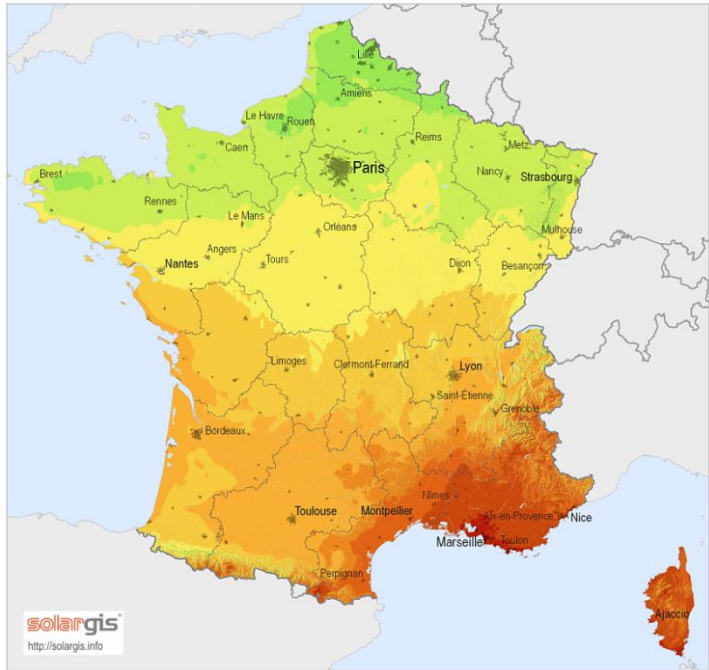 Lille
Amiens
Le Havre
Rouen
Caen
Reims
Metz
Paris
Nancy
Strasbourg
Brest
Rennes
Le Mans
Orléans
Mulhouse
Angers
Nantes
Tours
Dijon
Besançon
Limoges
Clermont-Ferrand
Lyon
Saint-Étienne
Grenoble
Bordeaux
Nîmes
Toulouse
Montpellier
Aix-en-Provence
Nice
Marseille
Toulon
Perpignan
Ajaccio
solargis
http://solargis.info